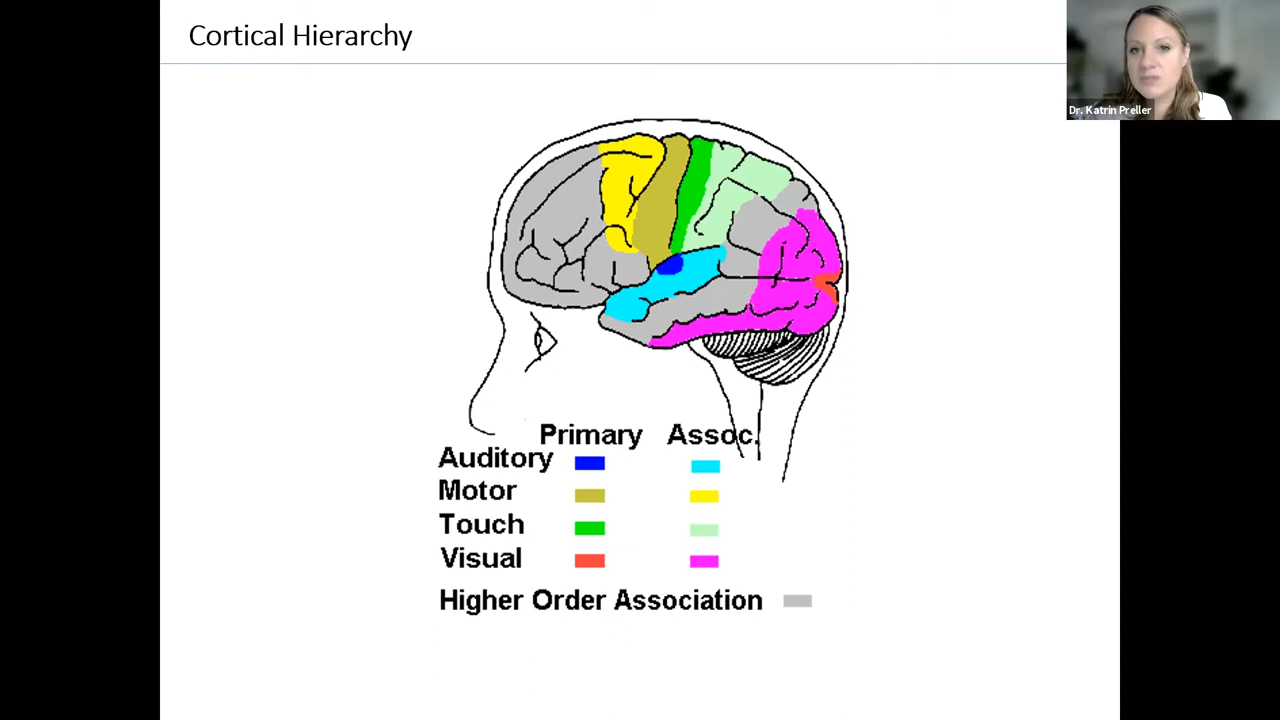 Cortical Hierarchy
Dr. Katrin Preller
Primary Assoc.
Auditory
Motor
Touch
Visual
Higher Order Association